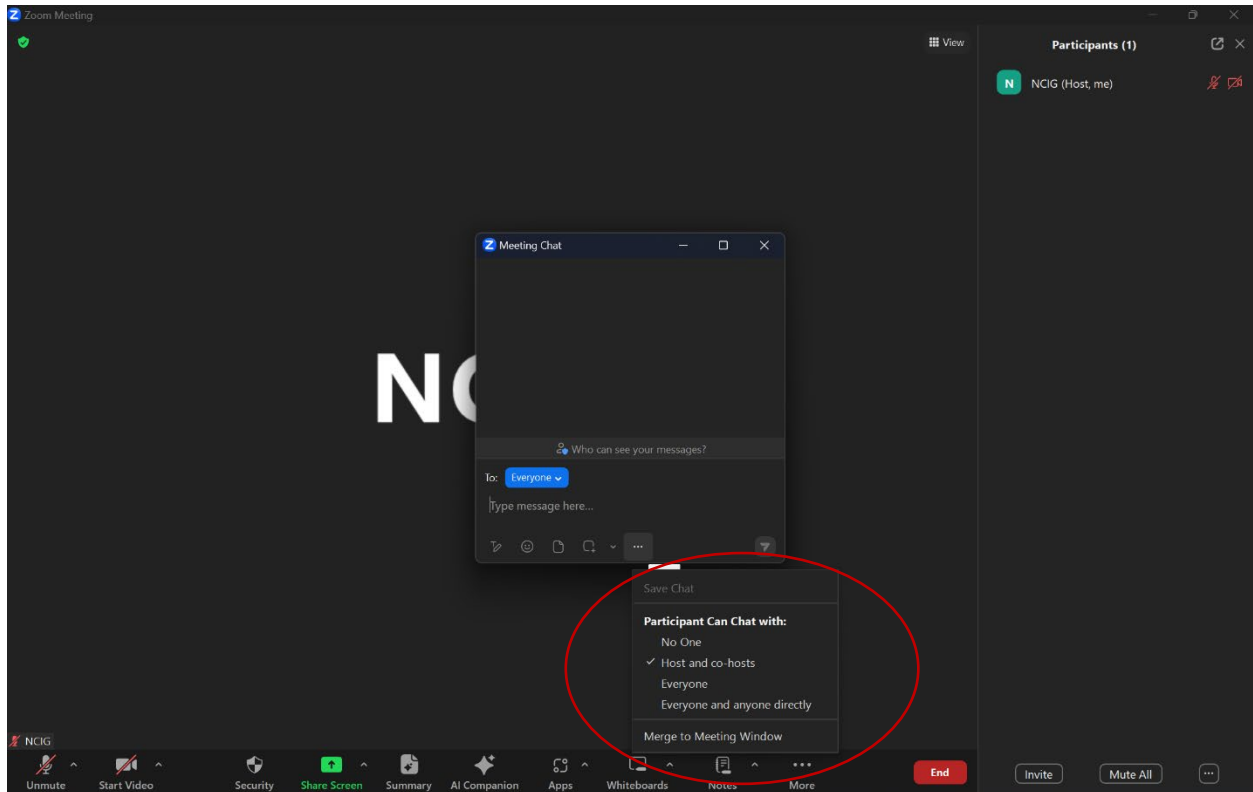 Zoom Meeting
View
Participants (1)
N NCIG (Host, me)
Meeting Chat
Who can see your messages?
To: Everyone
Type message here...
Save Chat
Participant Can Chat with:
No One
Host and co-hosts
Everyone
Everyone and anyone directly
Merge to Meeting Window
NCIG
Unmute Start Video Security Share Screen Summary AI Companion Apps Whiteboards Notes More
End
Invite Mute All